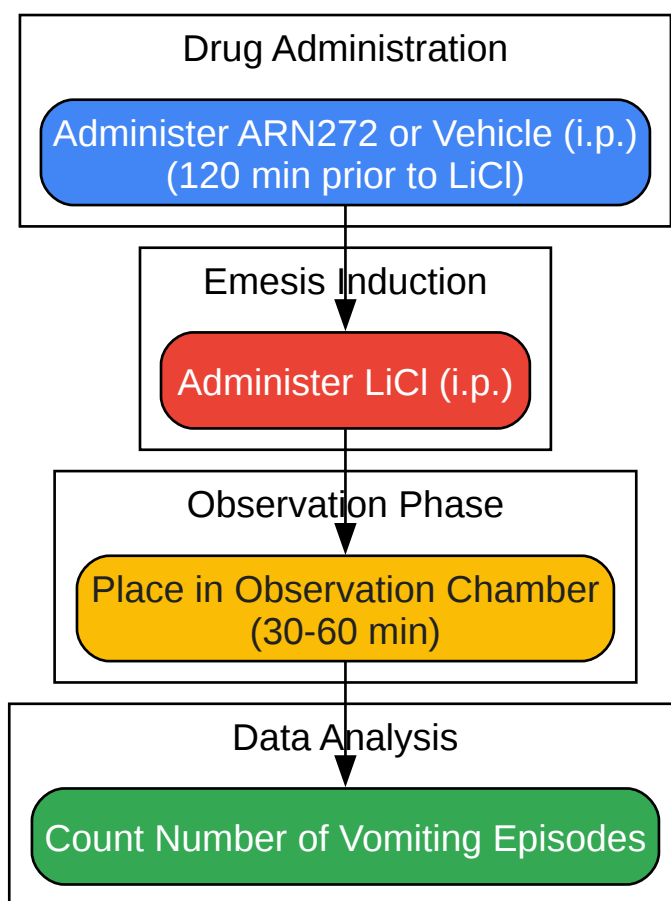 Drug Administration
Administer ARN272 or Vehicle (i.p.)
(120 min prior to LiCl)
Emesis Induction
Administer LiCl (i.p.)
Observation Phase
Place in Observation Chamber
(30-60 min)
Data Analysis
Count Number of Vomiting Episodes